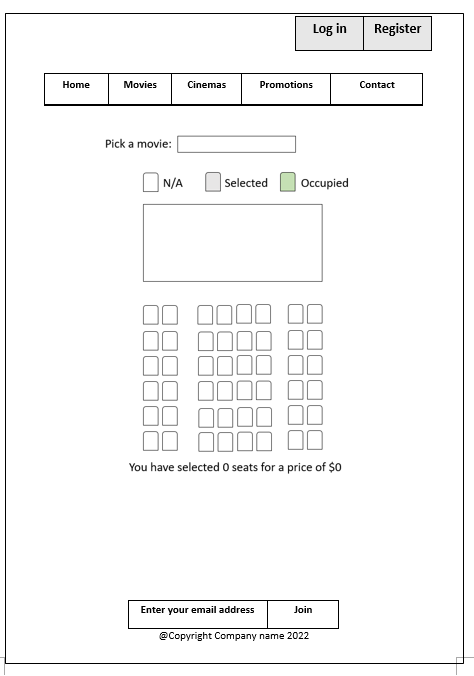 Log in Register
Home Movies Cinemas Promotions Contact
Pick a movie:
N/A Selected Occupied
You have selected 0 seats for a price of $0
Enter your email address Join
@Copyright Company name 2022